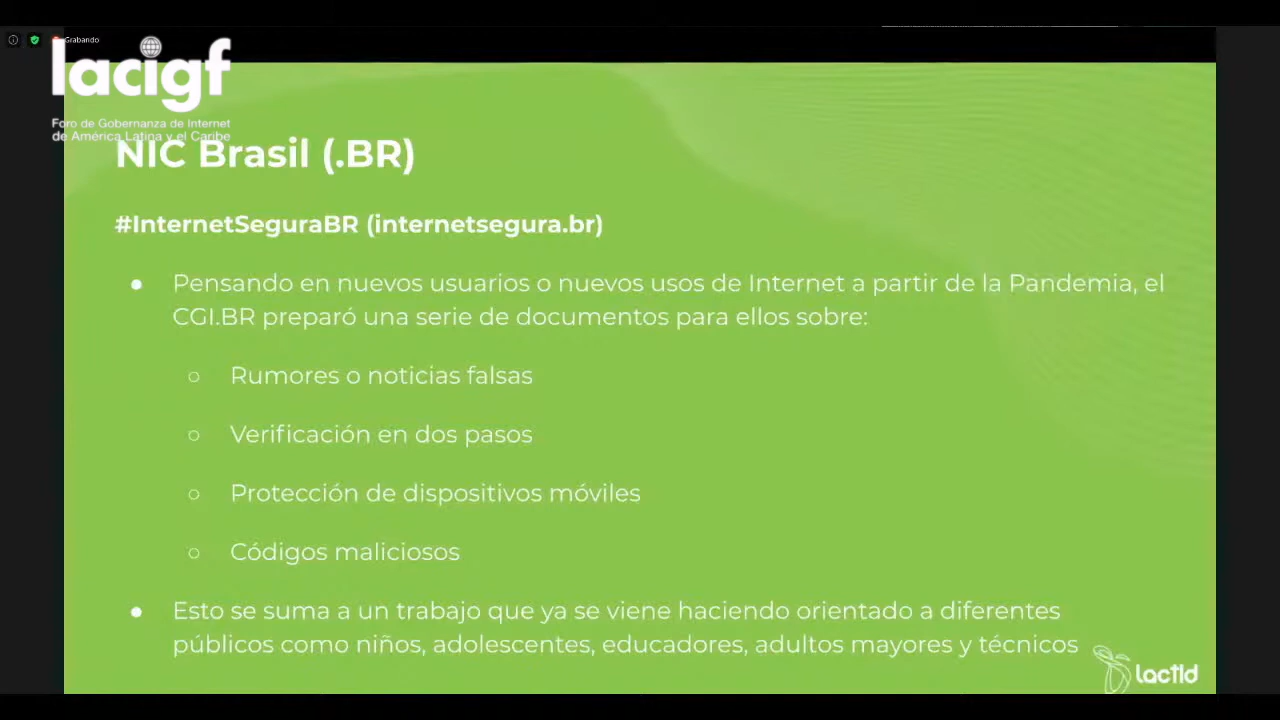 Grabando
lacigf
Foro de Gobernanza de Internet
de América Latina y el Caribe
NIC Brasil (.BR)
#InternetSeguraBR (internetsegura.br)
● Pensando en nuevos usuarios o nuevos usos de Internet a partir de la Pandemia, el
CGI.BR preparó una serie de documentos para ellos sobre:
○ Rumores o noticias falsas
○ Verificación en dos pasos
○ Protección de dispositivos móviles
○ Códigos maliciosos
● Esto se suma a un trabajo que ya se viene haciendo orientado a diferentes
públicos como niños, adolescentes, educadores, adultos mayores y técnicos
lactld